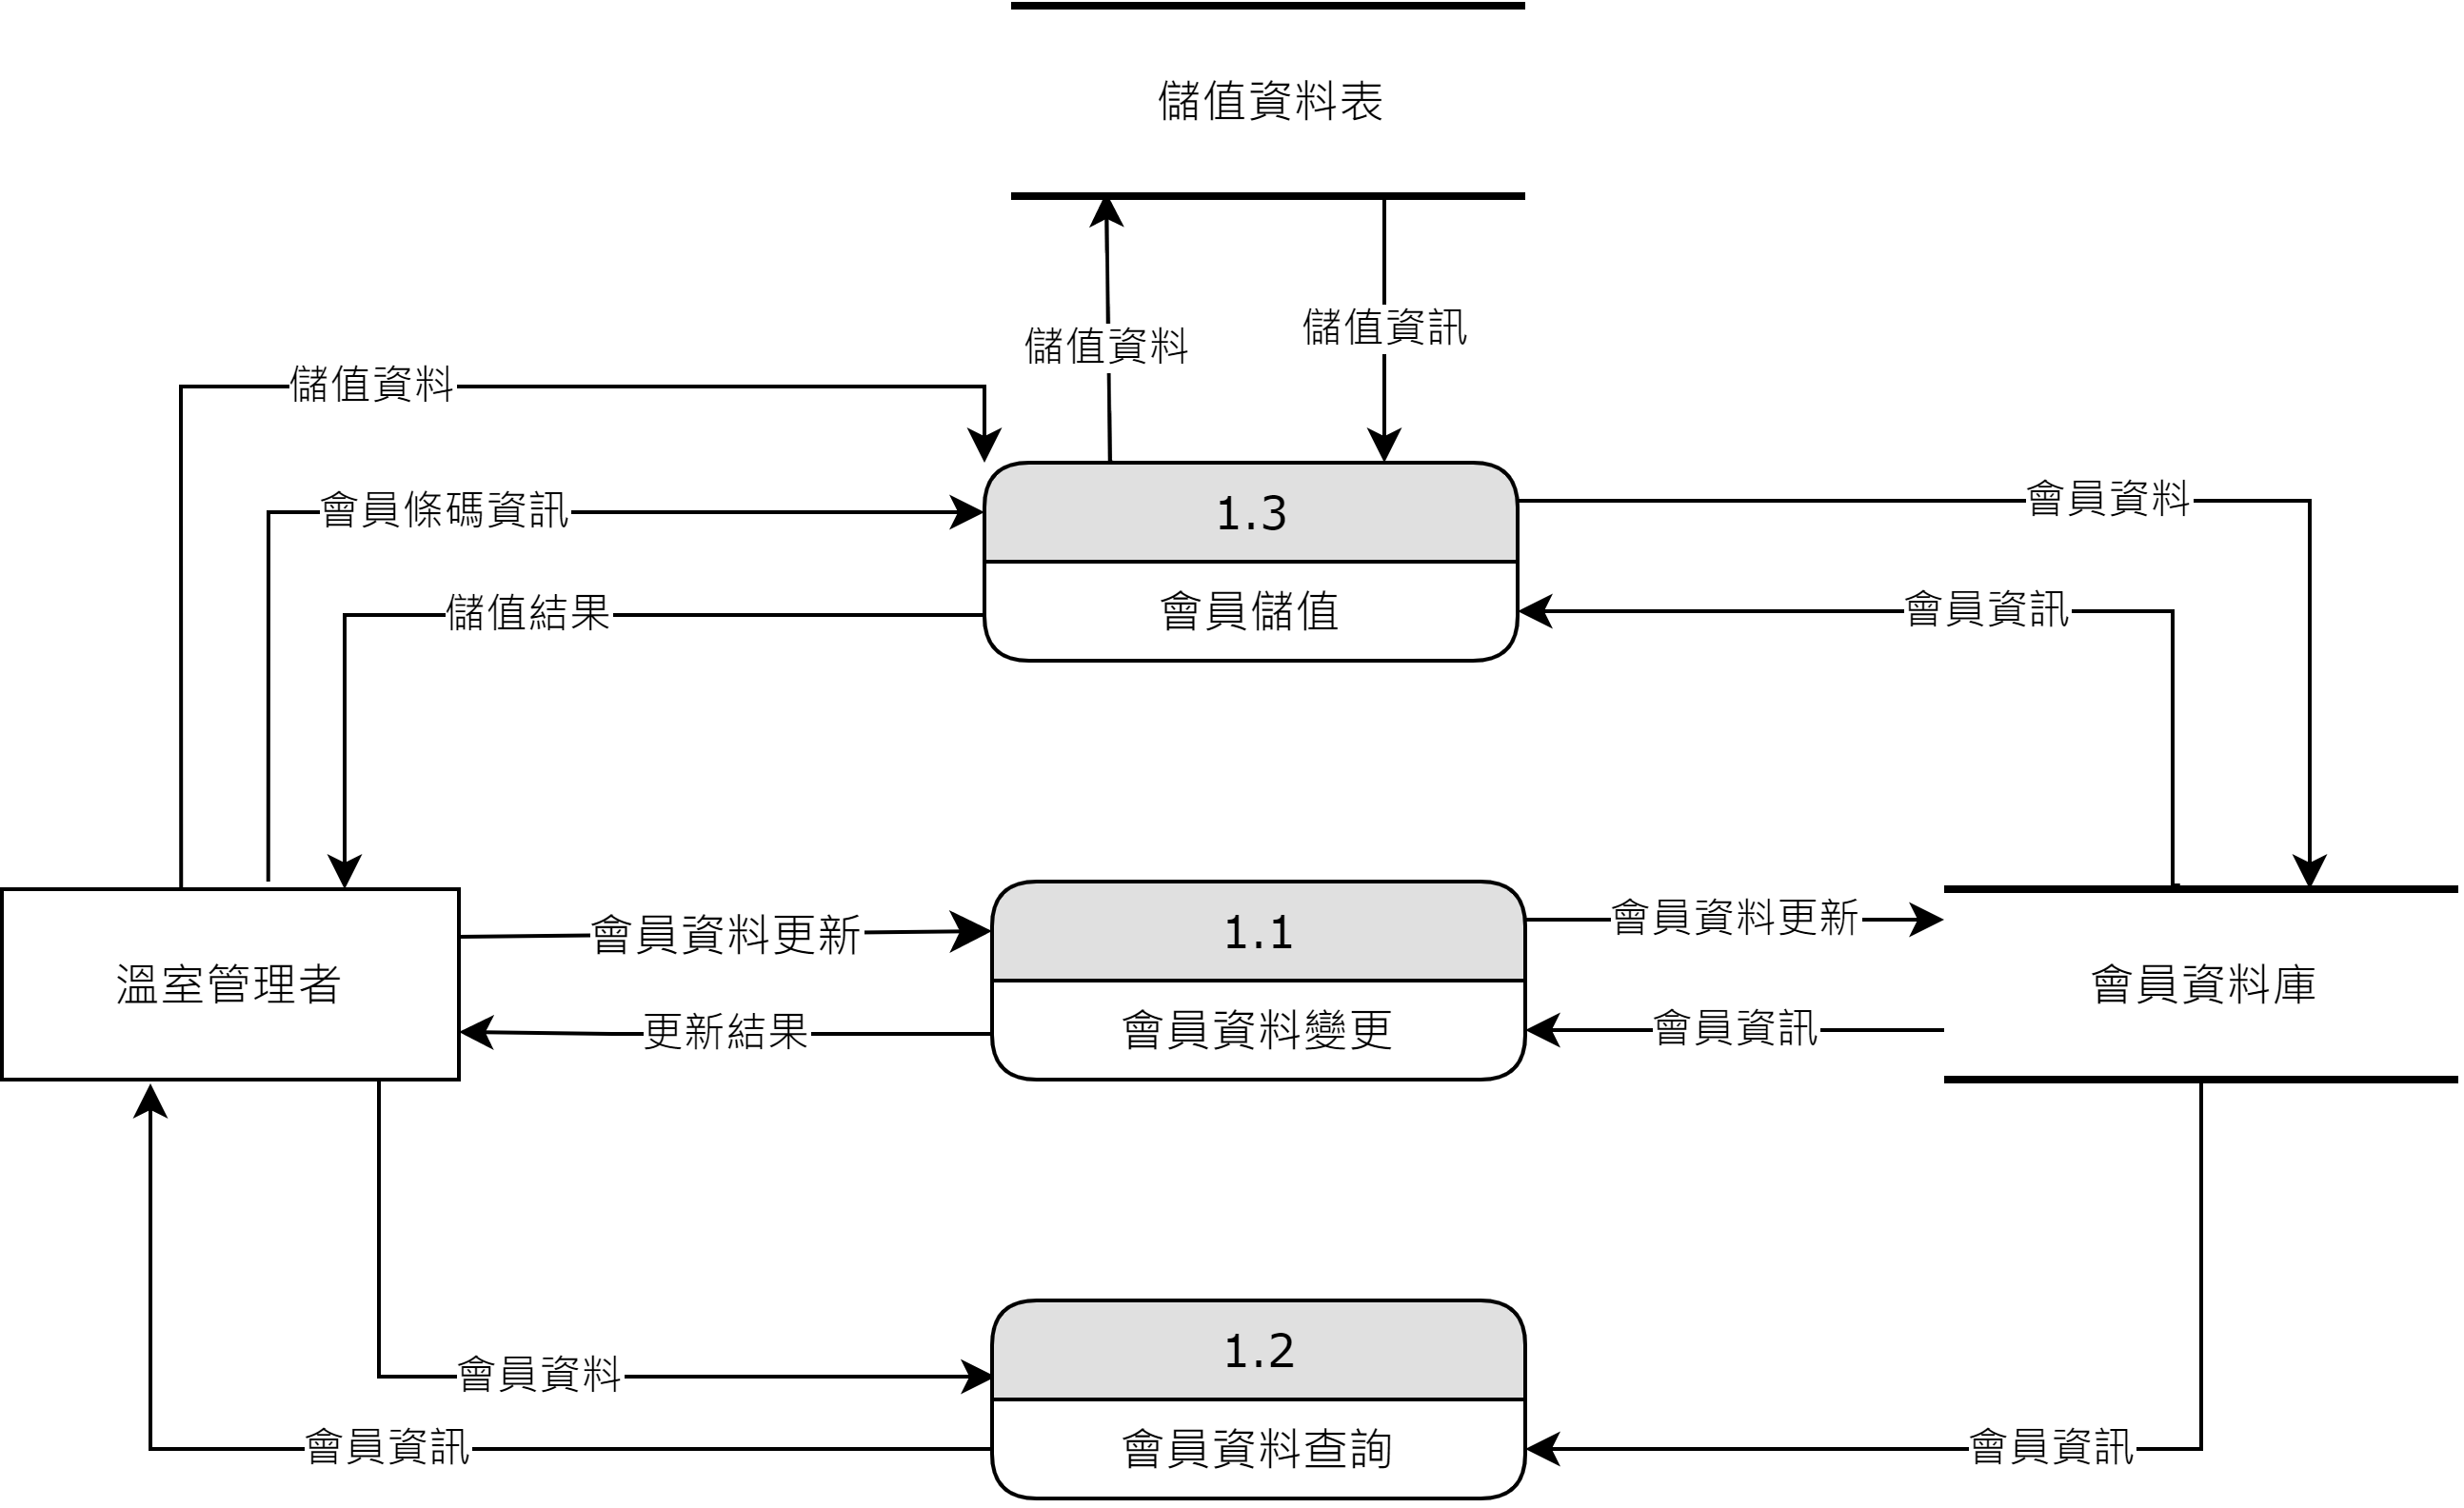 儲值資料表
儲值資訊
儲值資料
儲值資料
會員資料
會員條碼資訊
1.3
會員儲值
會員資訊
儲值結果
會員資料更新
會員資料更新
1.1
溫室管理者
會員資料庫
更新結果
會員資料變更
會員資訊
1.2
會員資料
會員資訊
會員資料查詢
會員資訊